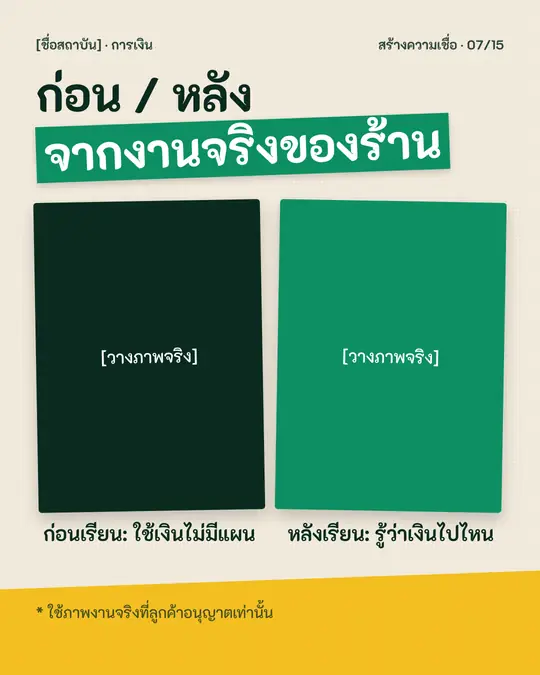 [ชื่อสถาบัน] · การเงิน
สร้างความเชื่อ · 07/15
ก่อน / หลัง
จากงานจริงของร้าน
[วางภาพจริง]
[วางภาพจริง]
ก่อนเรียน: ใช้เงินไม่มีแผน
หลังเรียน: รู้ว่าเงินไปไหน
* ใช้ภาพงานจริงที่ลูกค้าอนุญาตเท่านั้น